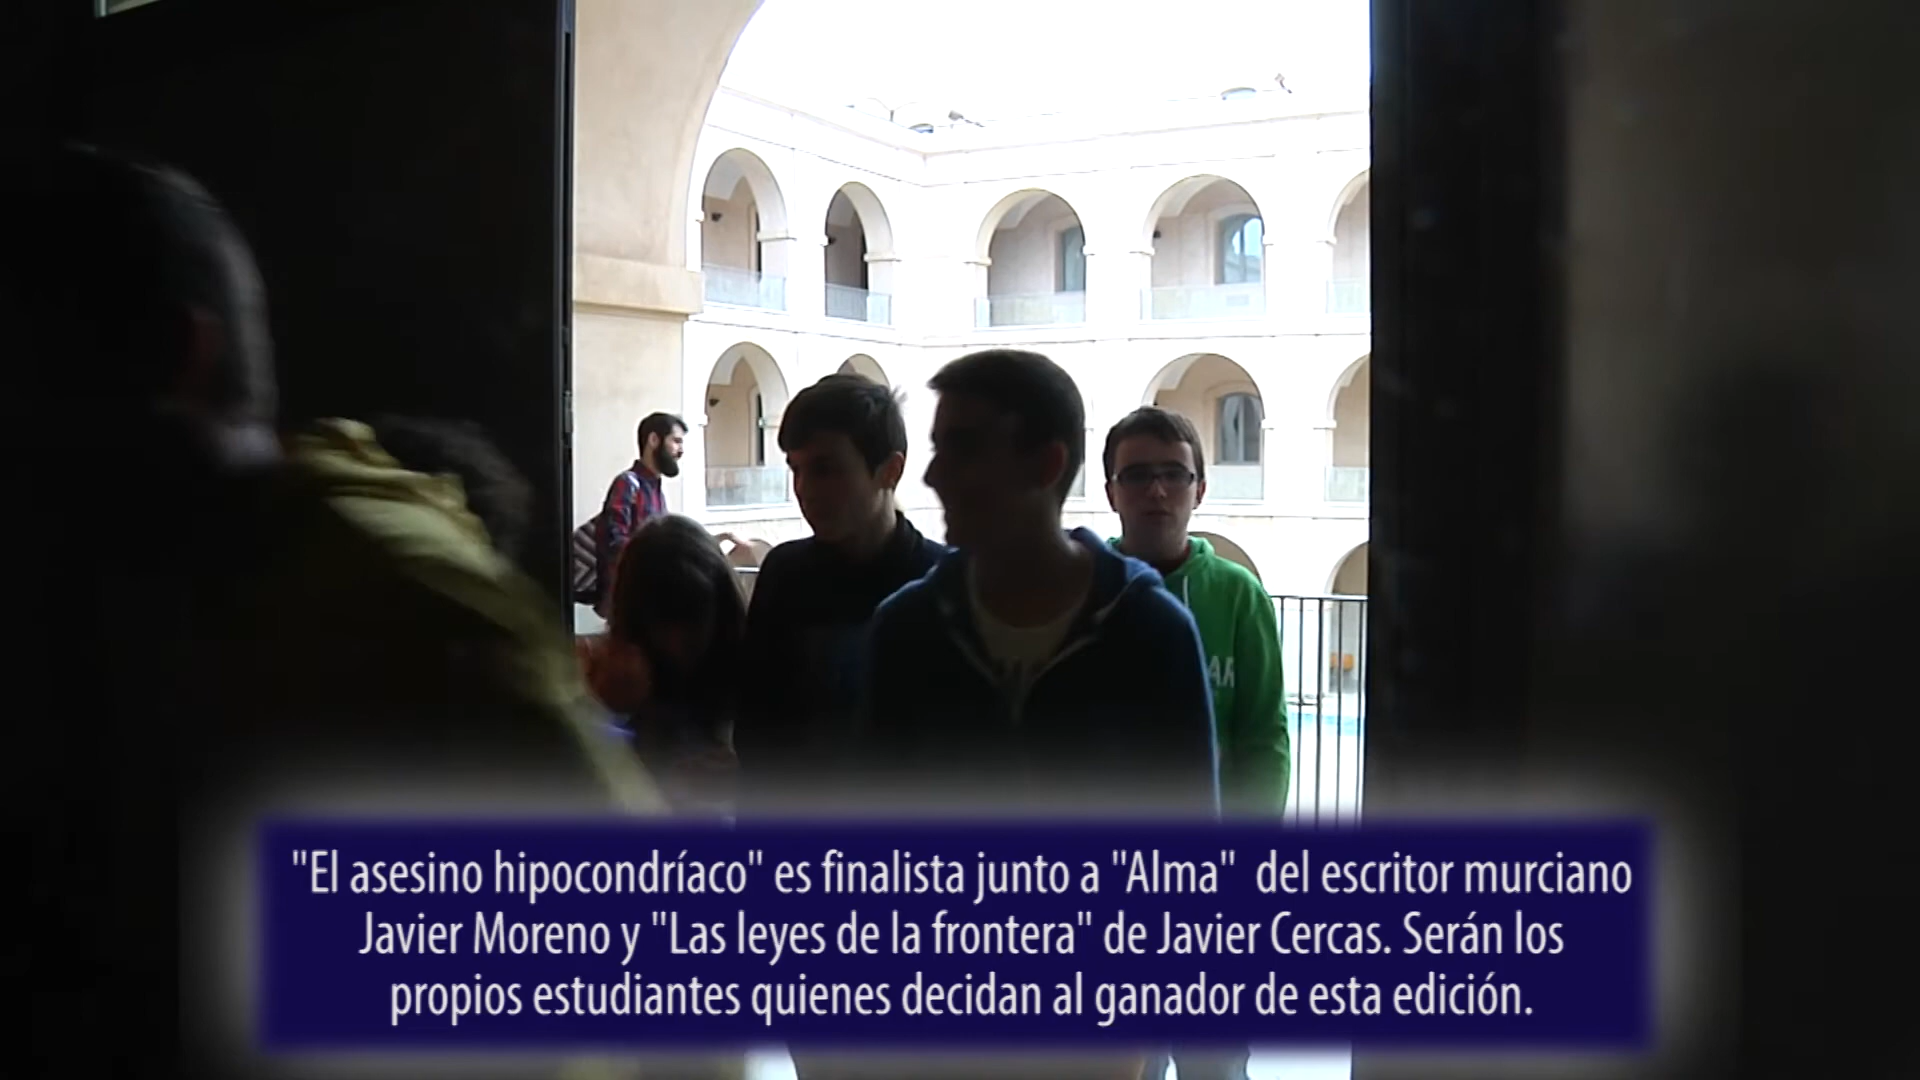 "El asesino hipocondríaco" es finalista junto a "Alma"  del escritor murciano
Javier Moreno y "Las leyes de la frontera" de Javier Cercas. Serán los
propios estudiantes quienes decidan al ganador de esta edición.